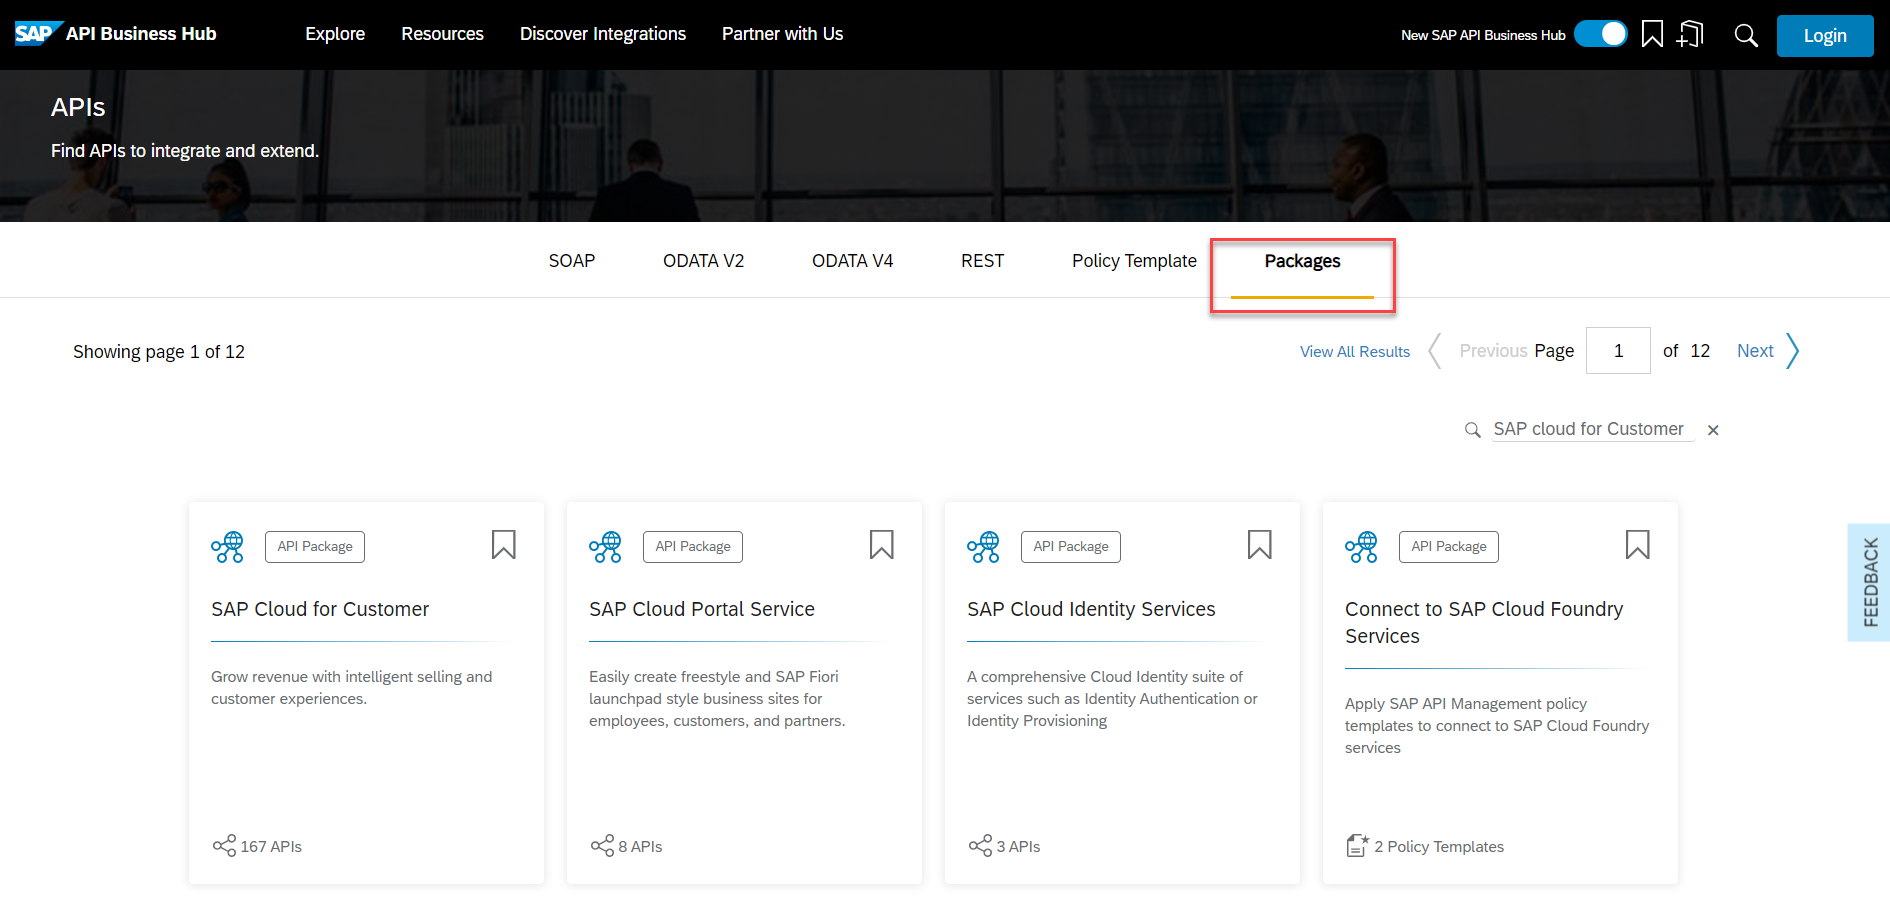 SAP API Business Hub
Explore
Resources
Discover Integrations
Partner with Us
New SAP API Business Hub
Login
APIs
Find APIs to integrate and extend.
SOAP
ODATA V2
ODATA V4
REST
Policy Template
Packages
Showing page 1 of 12
View All Results
Previous Page 1 of 12 Next
SAP cloud for Customer
API Package
SAP Cloud for Customer
Grow revenue with intelligent selling and
customer experiences.
167 APIs
API Package
SAP Cloud Portal Service
Easily create freestyle and SAP Fiori
launchpad style business sites for
employees, customers, and partners.
8 APIs
API Package
SAP Cloud Identity Services
A comprehensive Cloud Identity suite of
services such as Identity Authentication or
Identity Provisioning
3 APIs
API Package
Connect to SAP Cloud Foundry
Services
Apply SAP API Management policy
templates to connect to SAP Cloud Foundry
services
2 Policy Templates
FEEDBACK